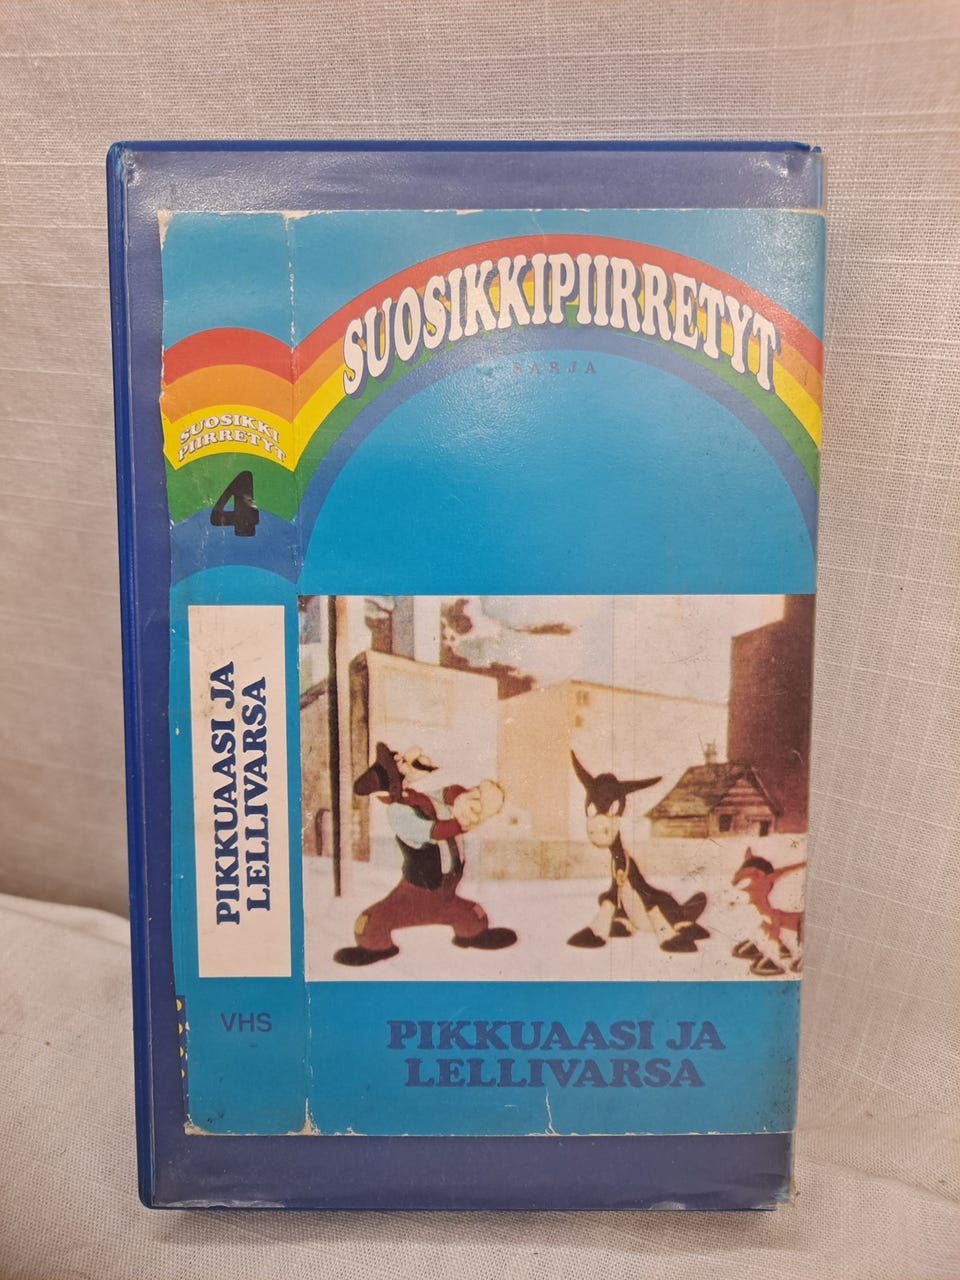 SUOSIKKIPIIRRETYT
SARJA
SUOSIKKI
PIIRRETYT
4
PIKKUAASI JA
LELLIVARSA
VHS
PIKKUAASI JA
LELLIVARSA